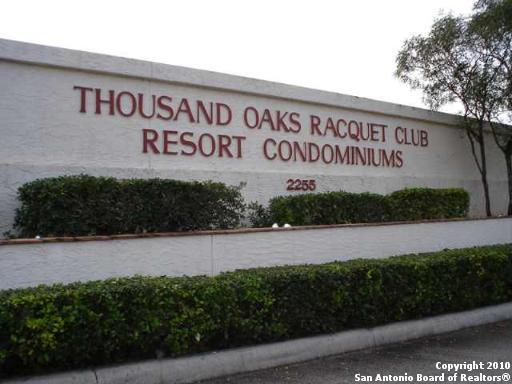 THOUSAND OAKS RACQUET CLUB
RESORT CONDOMINIUMS
2255
Copyright 2010
San Antonio Board of Realtors®